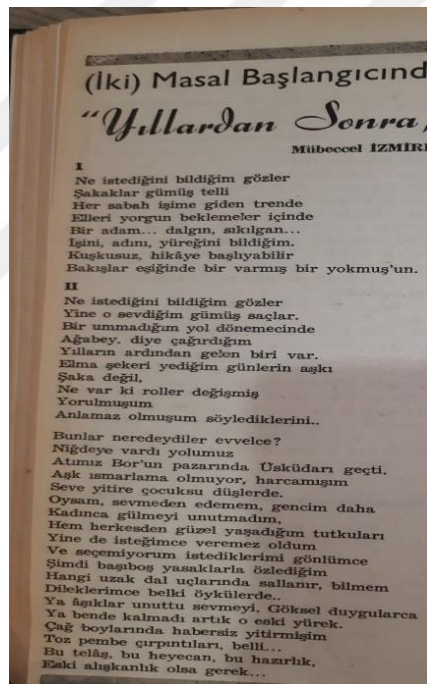 (İki) Masal Başlangıcınd
"Yıllardan Sonra,
Mübeccel İZMİRL
I
Ne istediğini bildiğim gözler
Şakaklar gümüş telli
Her sabah işime giden trende
Elleri yorgun beklemeler içinde
Bir adam... dalgın, sıkılgan...
İşini, adını, yüreğini bildiğim.
Kuşkusuz, hikâye başlıyabilir
Bakışlar eşiğinde bir varmış bir yokmuş'un.
II
Ne istediğini bildiğim gözler
Yine o sevdiğim gümüş saçlar.
Bir ummadığım yol dönemecinde
Ağabey. diye çağırdığım
Yılların ardından gelen biri var.
Elma şekeri yediğim günlerin aşkı
Şaka değil,
Ne var ki roller değişmiş
Yorulmuşum
Anlamaz olmuşum söylediklerini..
Bunlar neredeydiler evvelce?
Niğdeye vardı yolumuz
Atımız Bor'un pazarında Üsküdarı geçti.
Aşk ısmarlama olmuyor, harcamışım
Seve yitire çocuksu düşlerde.
Oysam, sevmeden edemem, gencim daha
Kadınca gülmeyi unutmadım,
Hem herkesden güzel yaşadığım tutkuları
Yine de isteğimce veremez oldum
Ve seçemiyorum istediklerimi gönlümce
Şimdi başıboş yasaklarla özlediğim
Hangi uzak dal uçlarında sallanır, bilmem
Dileklerimce belki öykülerde..
Ya âşıklar unuttu sevmeyi, Göksel duygularca
Ya bende kalmadı artık o eski yürek.
Çağ boylarında habersiz yitirmişim
Toz pembe çırpıntıları, belli...
Bu telâş, bu heyecan, bu hazırlık,
Eski alışkanlık olsa gerek...